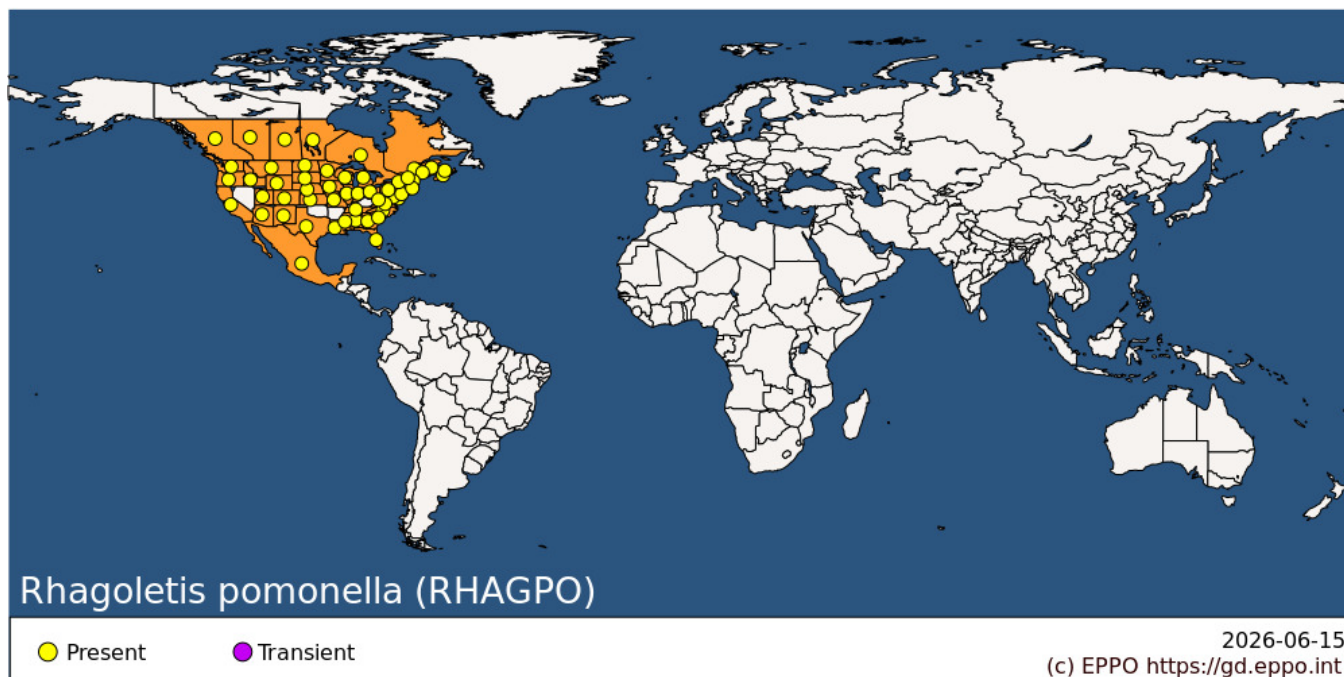 Rhagoletis pomonella (RHAGPO)
Present
Transient
2026-06-15
(c) EPPO https://gd.eppo.int